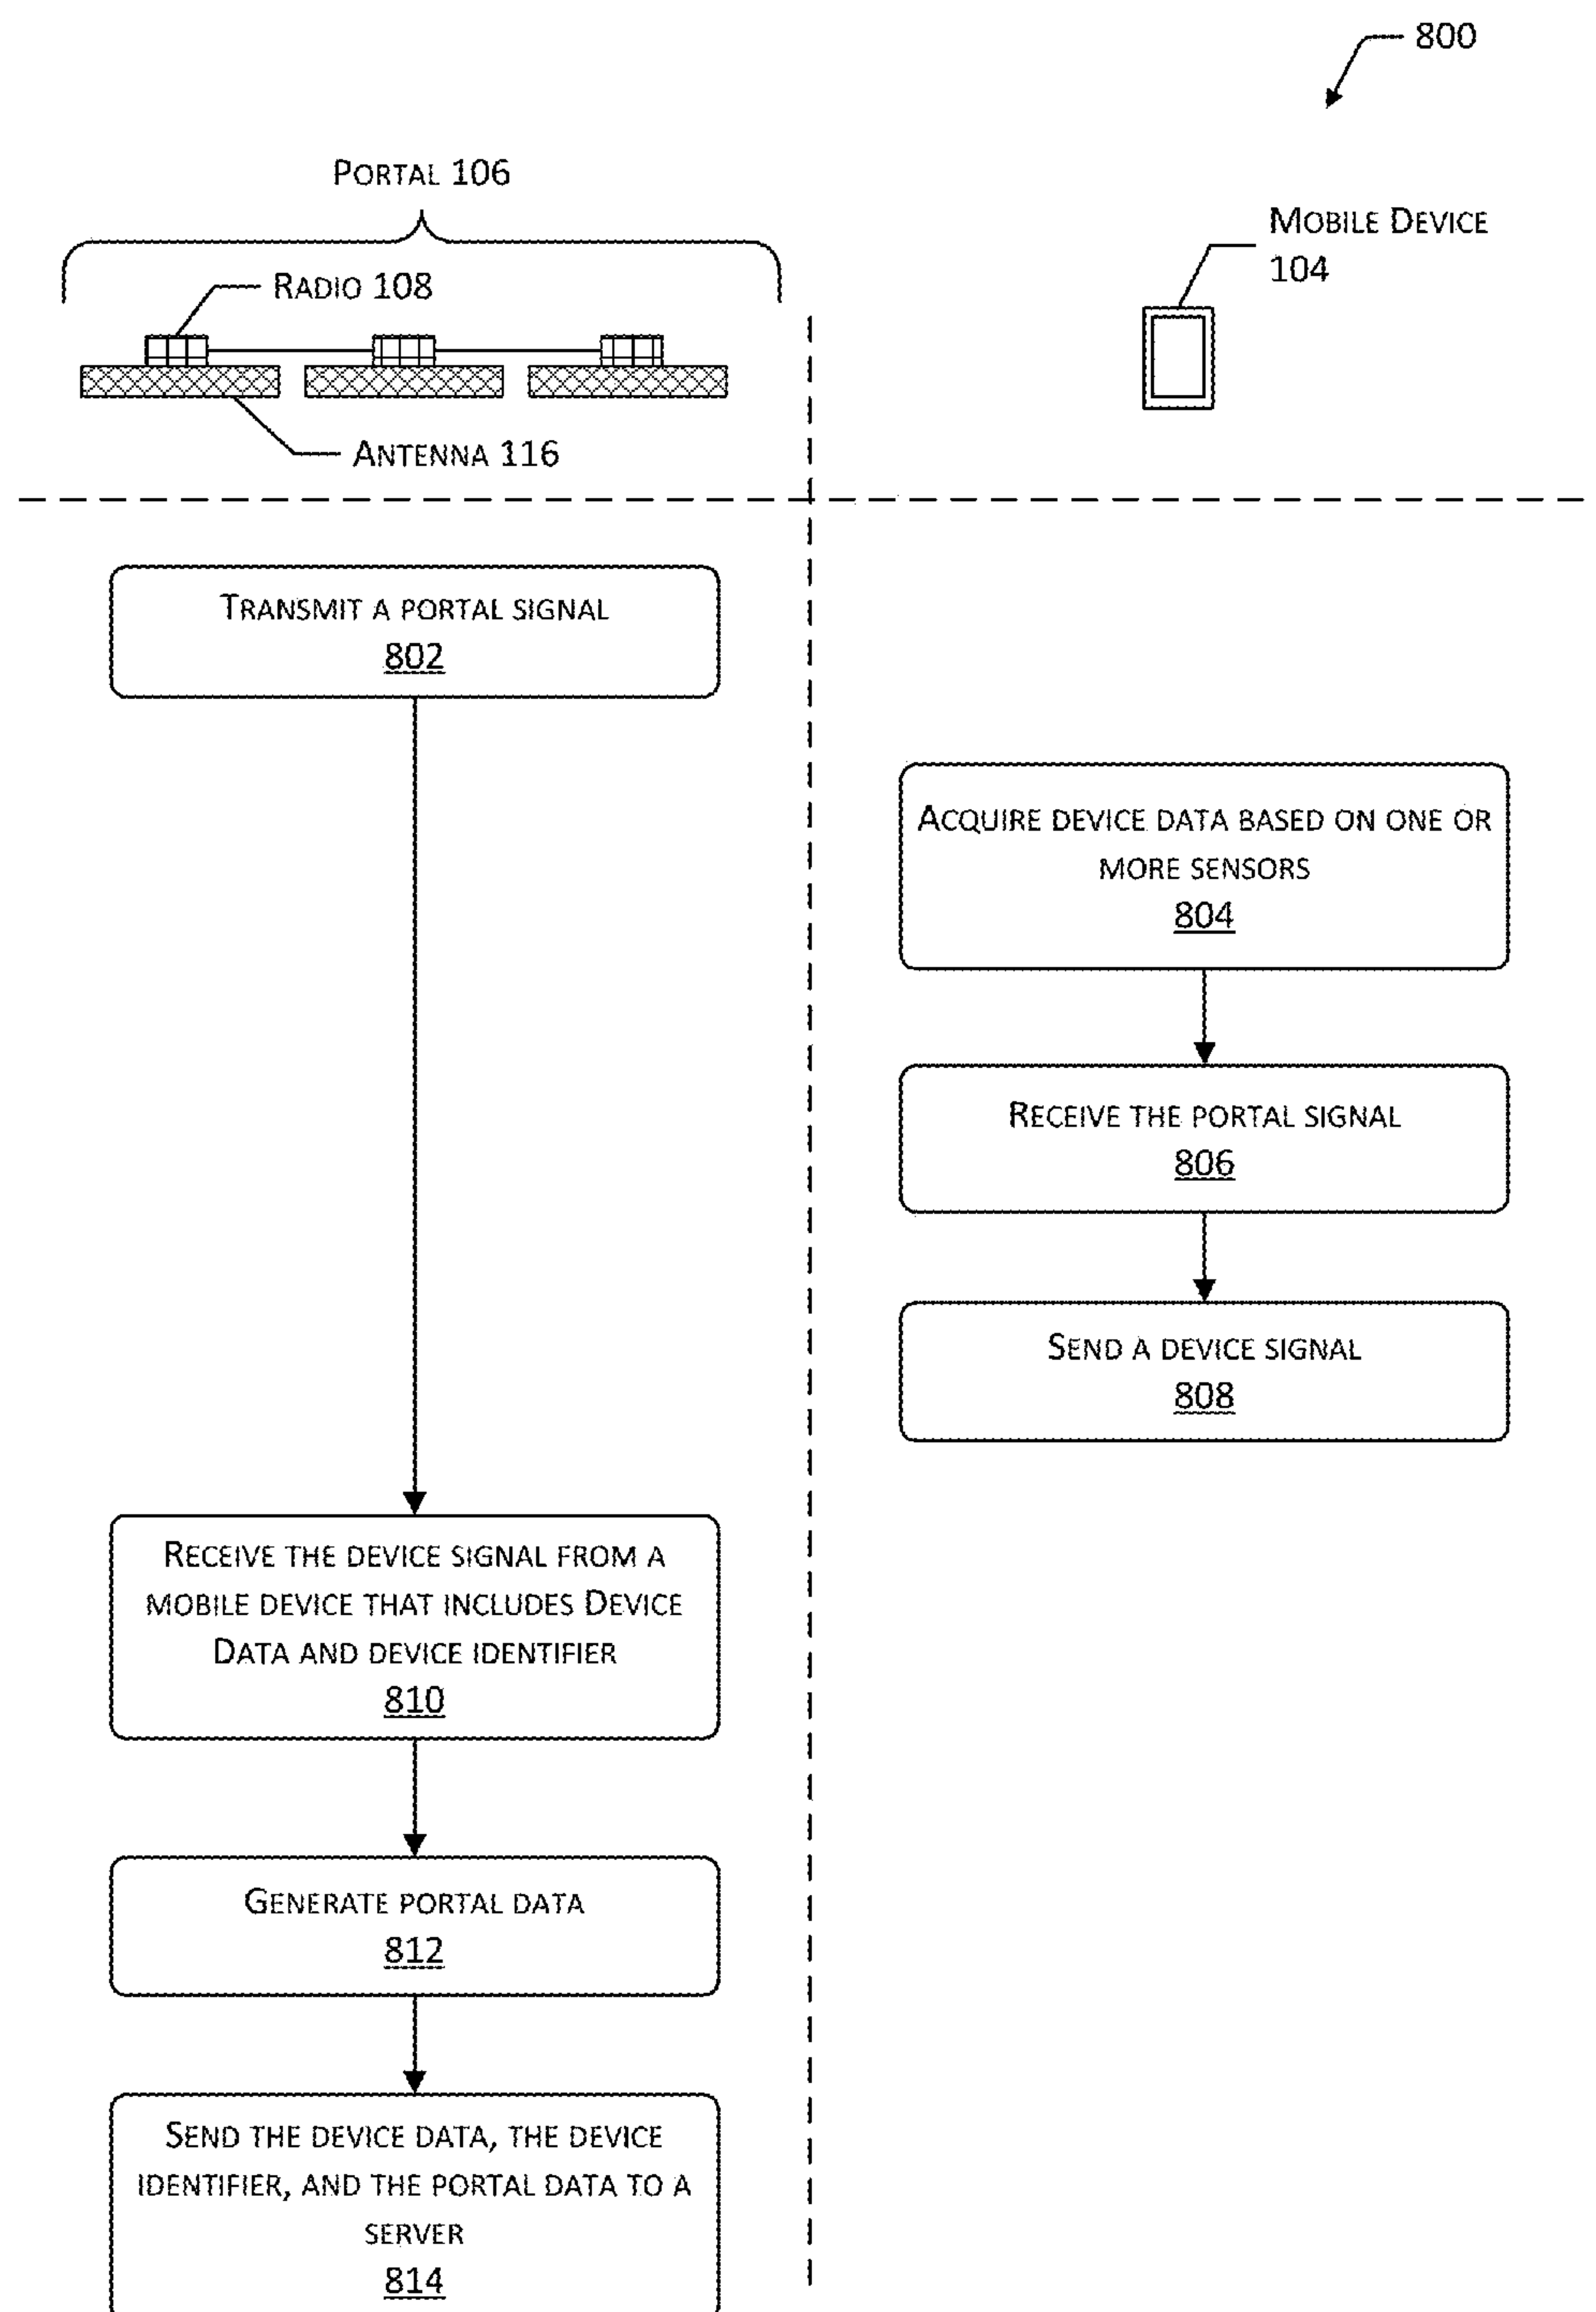 800
Portal 106
Mobile Device
104
Radio 108
Antenna 116
Transmit a portal signal
802
Acquire device data based on one or
more sensors
804
Receive the portal signal
806
Send a device signal
808
Receive the device signal from a
mobile device that includes Device
Data and device identifier
810
Generate portal data
812
Send the device data, the device
identifier, and the portal data to a
server
814